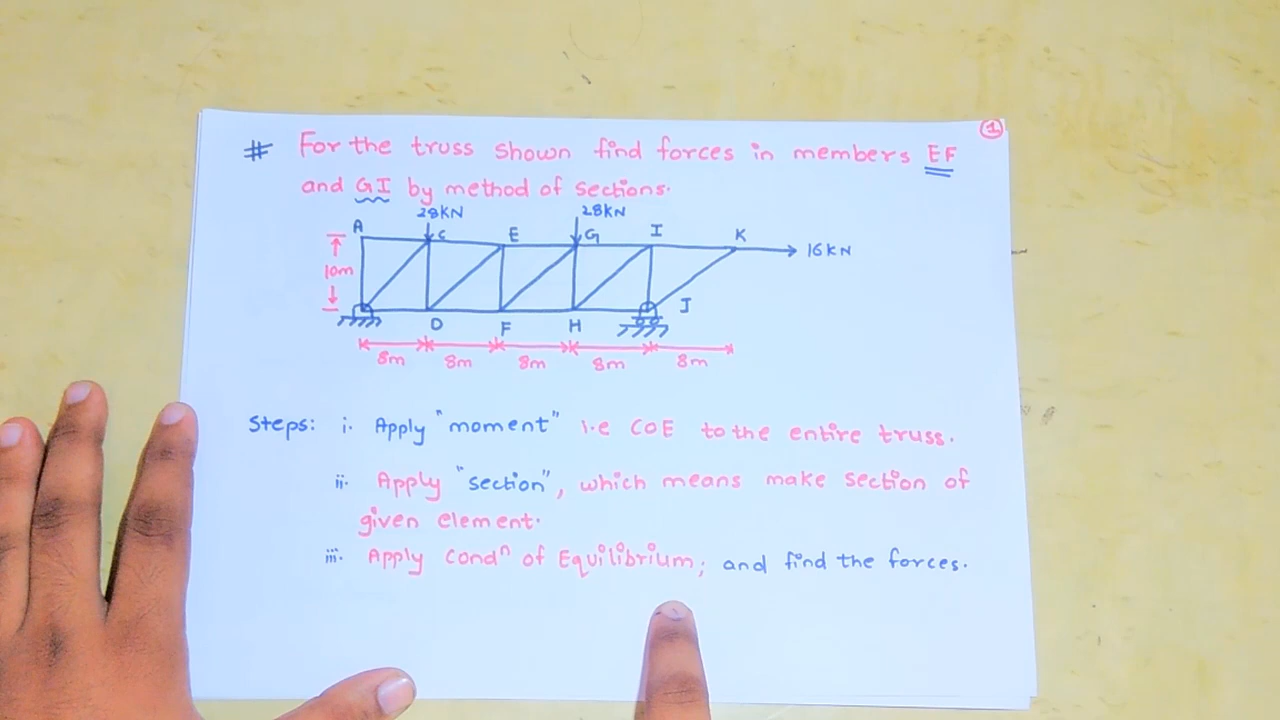 ①
# For the truss shown find forces in members EF
and GI by method of sections.
28KN 28KN
A C E G I K 16KN
10m
D F H J
8m 8m 8m 8m 8m
Steps: i. Apply "moment" i.e COE to the entire truss.
ii. Apply "section", which means make section of
given element.
iii. Apply Condⁿ of Equilibrium; and find the forces.